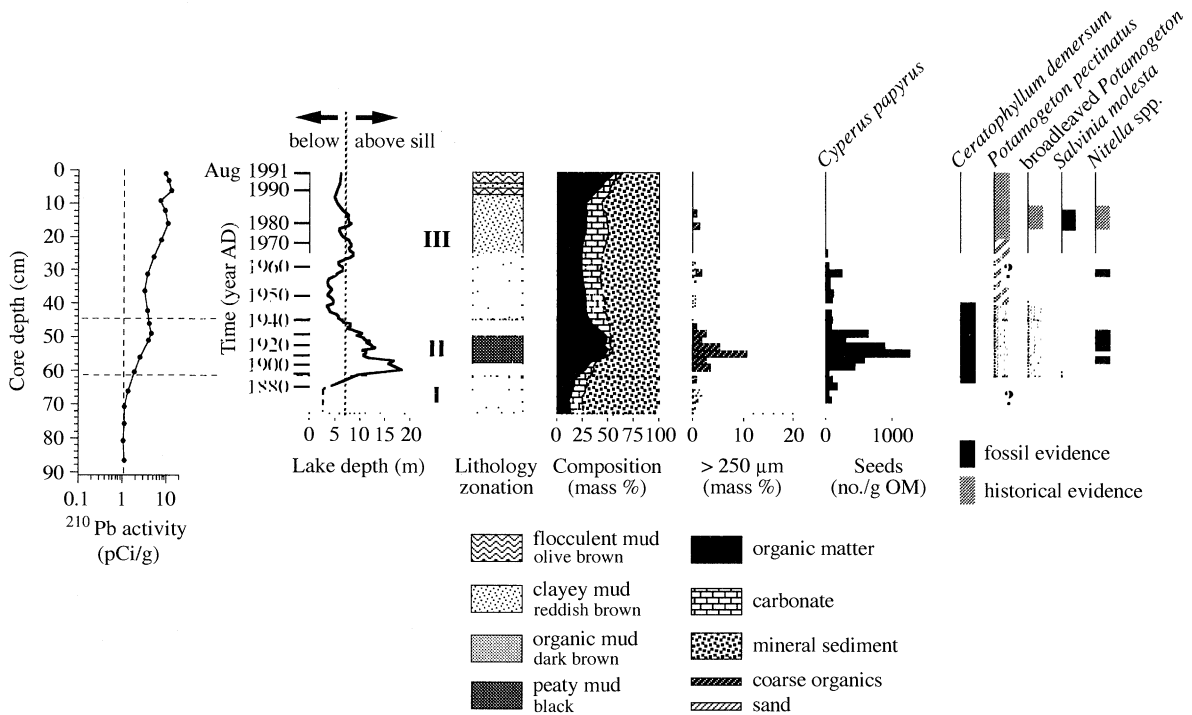 Ceratophyllum demersum
Potamogeton pectinatus
broadleaved Potamogeton
Salvinia molesta
Nitella spp.
Cyperus papyrus
below above sill
0
10
20
30
40
50
60
70
80
90
Core depth (cm)
0.1 1 10
210 Pb activity
(pCi/g)
Aug 1991
1990
1980
1970
1960
1950
1940
1920
1900
1880
Time (year AD)
III
II
I
0 5 10 15 20
Lake depth (m)
Lithology
zonation
0 25 50 75 100
Composition
(mass %)
0 10 20
> 250 µm
(mass %)
0 1000
Seeds
(no./g OM)
?
?
fossil evidence
historical evidence
flocculent mud
olive brown
clayey mud
reddish brown
organic mud
dark brown
peaty mud
black
organic matter
carbonate
mineral sediment
coarse organics
sand